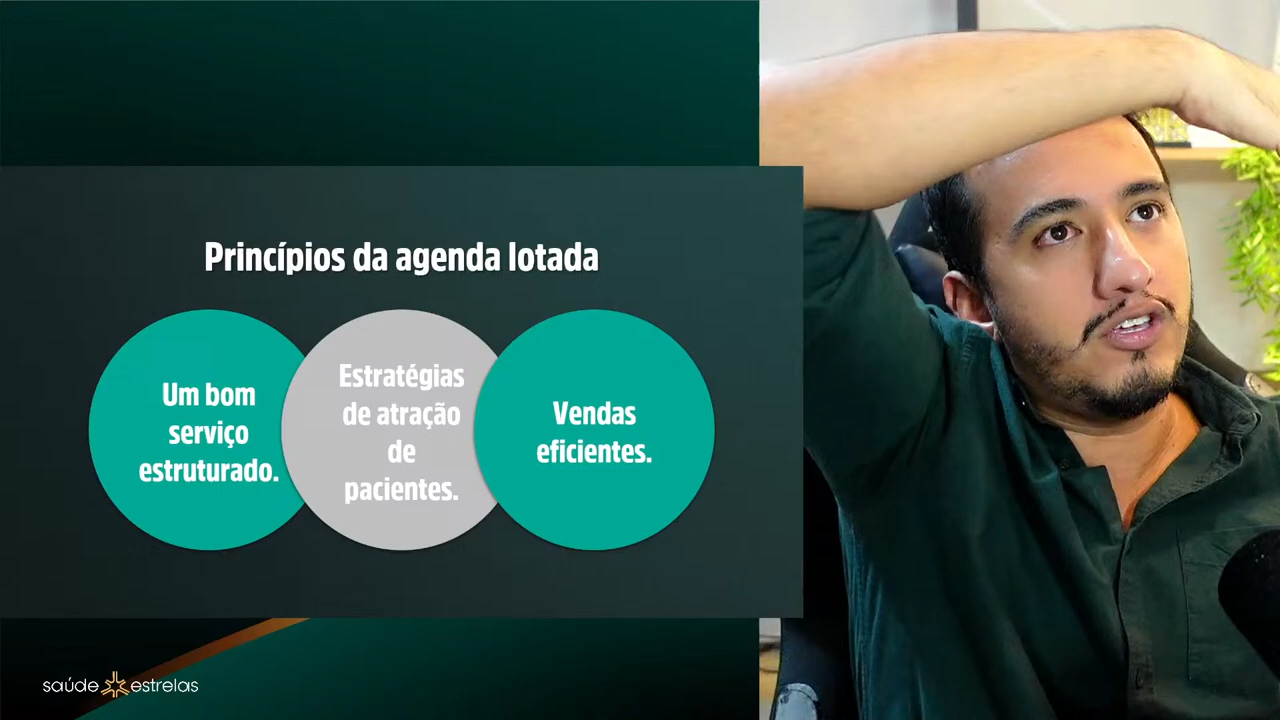 Princípios da agenda lotada
Um bom
serviço
estruturado.
Estratégias
de atração
de
pacientes.
Vendas
eficientes.
saúde estrelas